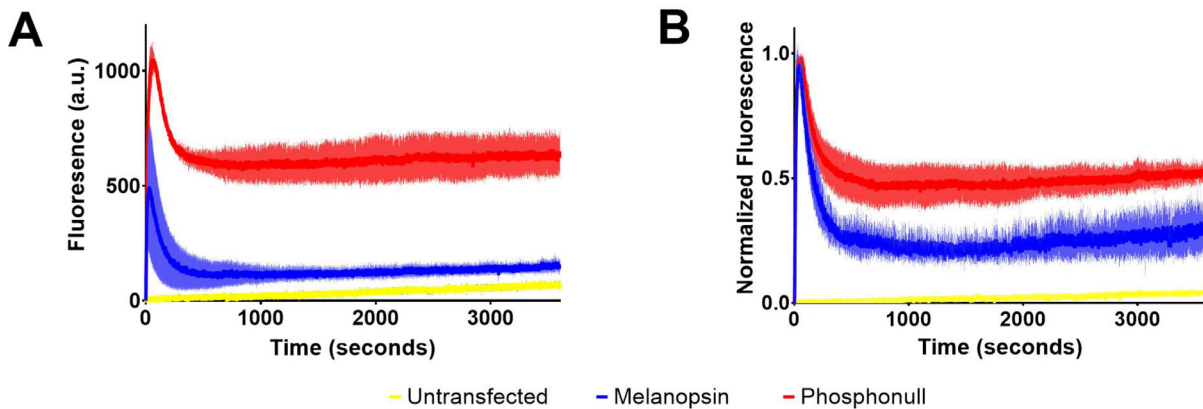 A
Fluoresence (a.u.)
1000
500
0
0 1000 2000 3000
Time (seconds)
B
Normalized Fluorescence
1.0
0.5
0.0
0 1000 2000 3000
Time (seconds)
Untransfected Melanopsin Phosphonull